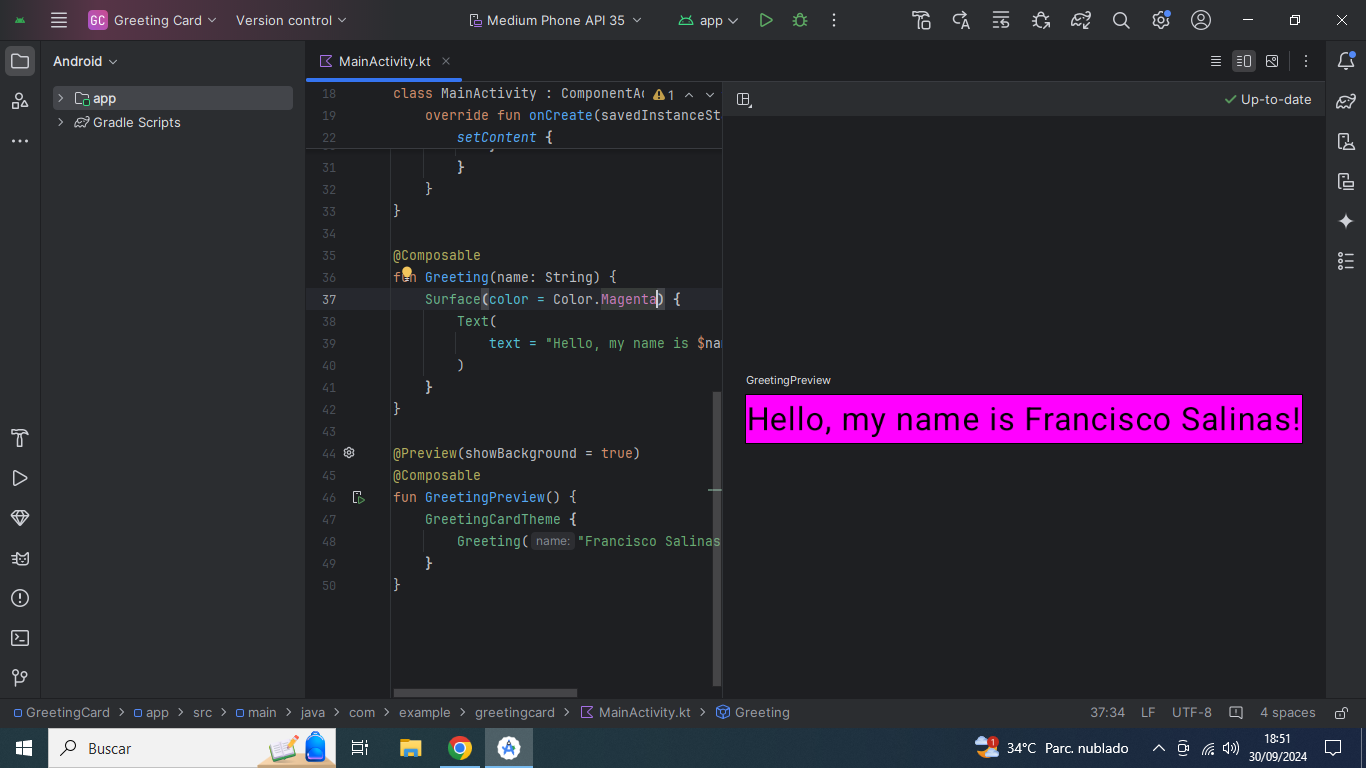 GC Greeting Card Version control Medium Phone API 35 app
Android
app
Gradle Scripts
MainActivity.kt
18 class MainActivity : ComponentAc 1
19 override fun onCreate(savedInstanceSt
22 setContent {
31 }
32 }
33 }
34
35 @Composable
36 fun Greeting(name: String) {
37 Surface(color = Color.Magenta) {
38 Text(
39 text = "Hello, my name is $na
40 )
41 }
42 }
43
44 @Preview(showBackground = true)
45 @Composable
46 fun GreetingPreview() {
47 GreetingCardTheme {
48 Greeting( name: "Francisco Salinas
49 }
50 }
Up-to-date
GreetingPreview
Hello, my name is Francisco Salinas!
GreetingCard > app > src > main > java > com > example > greetingcard > MainActivity.kt > Greeting 37:34 LF UTF-8 4 spaces
Buscar 1 34°C Parc. nublado 18:51
30/09/2024